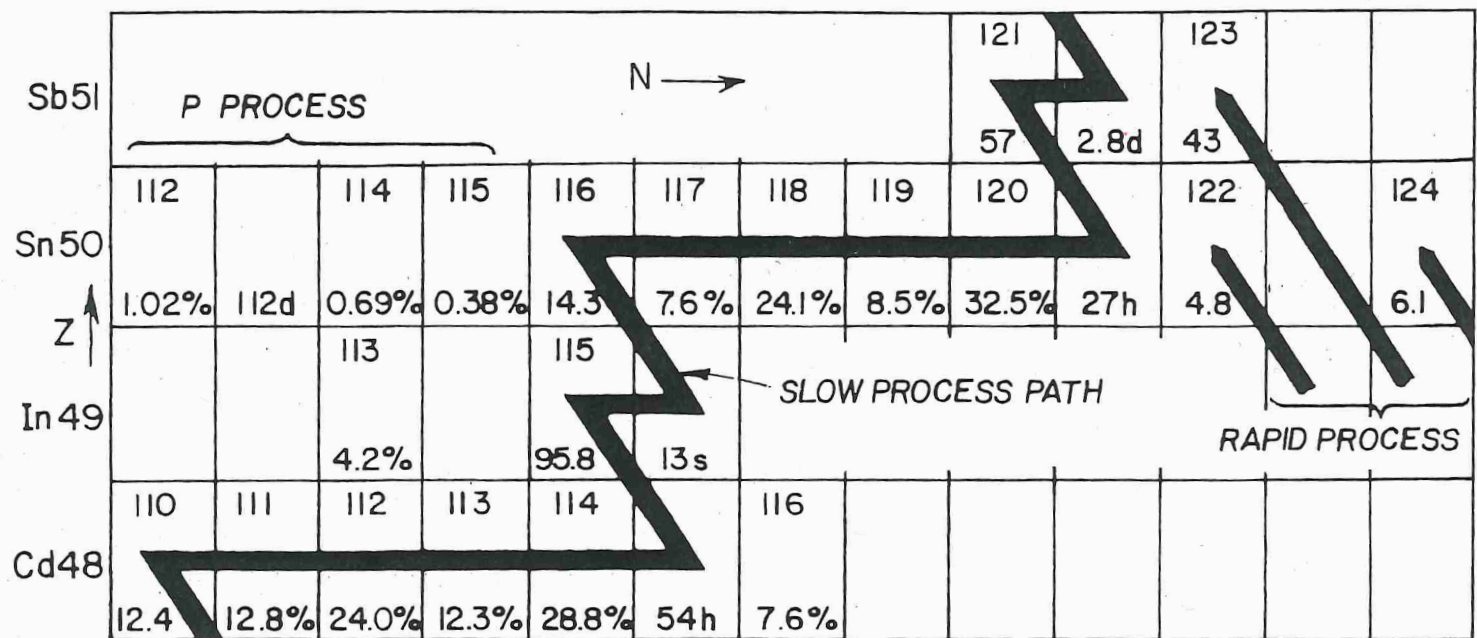 121 123
Sb51 N
P PROCESS
57 2.8d 43
112 114 115 116 117 118 119 120 122 124
Sn50
1.02% 112d 0.69% 0.38% 14.3 7.6% 24.1% 8.5% 32.5% 27h 4.8 6.1
Z
113 115
SLOW PROCESS PATH
In49
RAPID PROCESS
4.2% 95.8 13s
110 111 112 113 114 116
Cd48
12.4 12.8% 24.0% 12.3% 28.8% 54h 7.6%